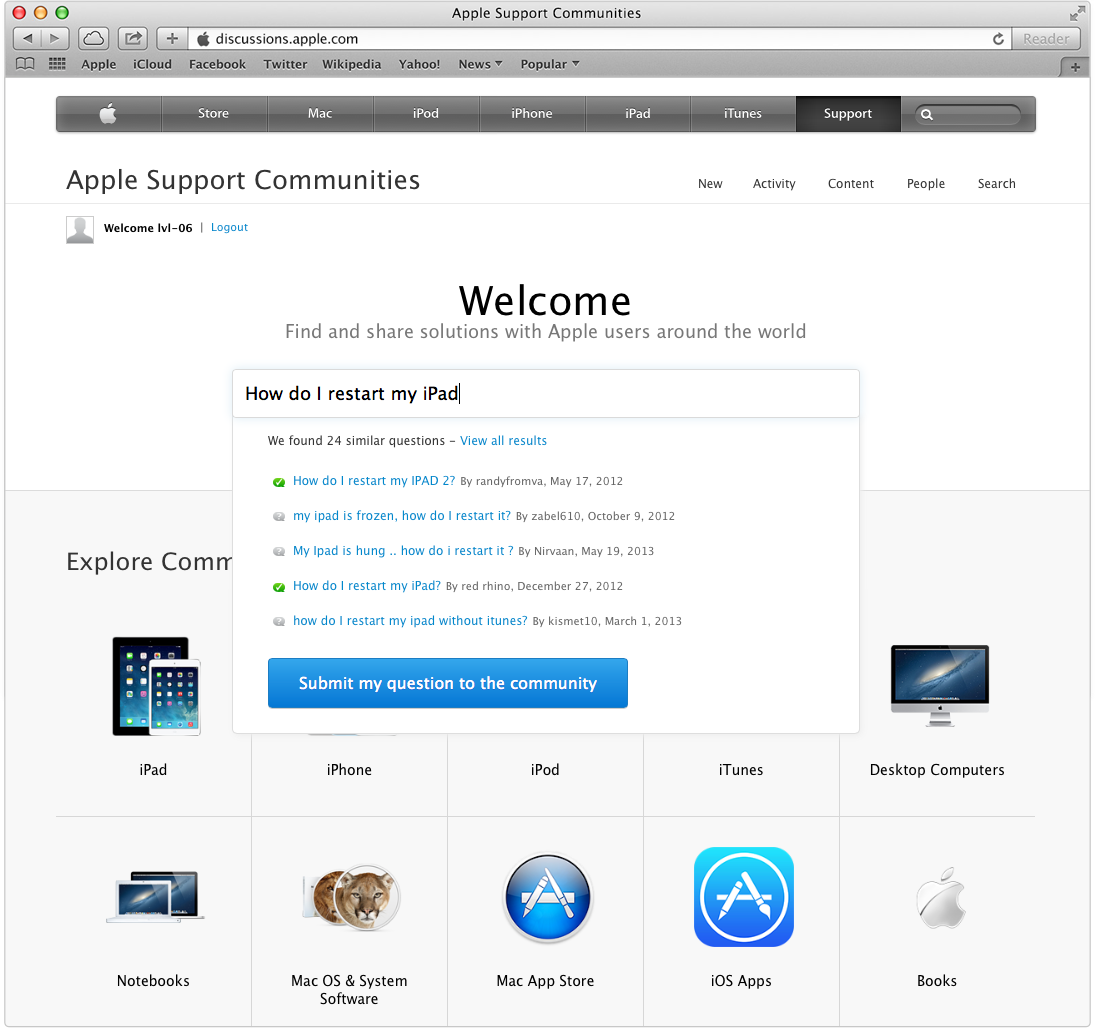 Apple Support Communities
discussions.apple.com
Reader
Apple iCloud Facebook Twitter Wikipedia Yahoo! News Popular
Store Mac iPod iPhone iPad iTunes Support
Apple Support Communities
New Activity Content People Search
Welcome lvl-06 | Logout
Welcome
Find and share solutions with Apple users around the world
How do I restart my iPad
We found 24 similar questions – View all results
How do I restart my IPAD 2? By randyfromva, May 17, 2012
my ipad is frozen, how do I restart it? By zabel610, October 9, 2012
My Ipad is hung .. how do i restart it ? By Nirvaan, May 19, 2013
How do I restart my iPad? By red rhino, December 27, 2012
how do I restart my ipad without itunes? By kismet10, March 1, 2013
Submit my question to the community
Explore Comm
iPad iPhone iPod iTunes Desktop Computers
Notebooks Mac OS & System Mac App Store iOS Apps Books
Software